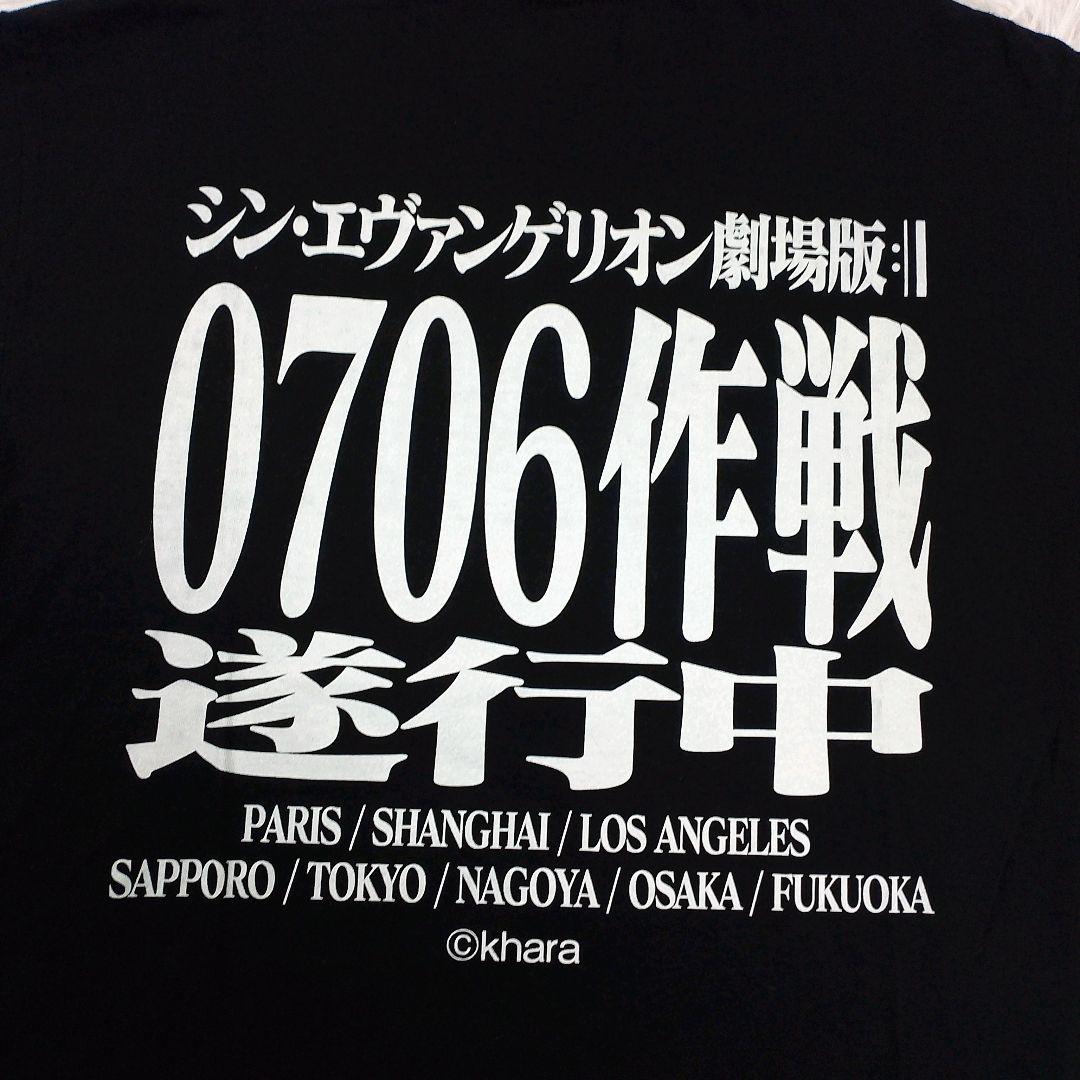 シン・エヴァンゲリオン劇場版:||
0706作戦
遂行中
PARIS / SHANGHAI / LOS ANGELES
SAPPORO / TOKYO / NAGOYA / OSAKA / FUKUOKA
©khara